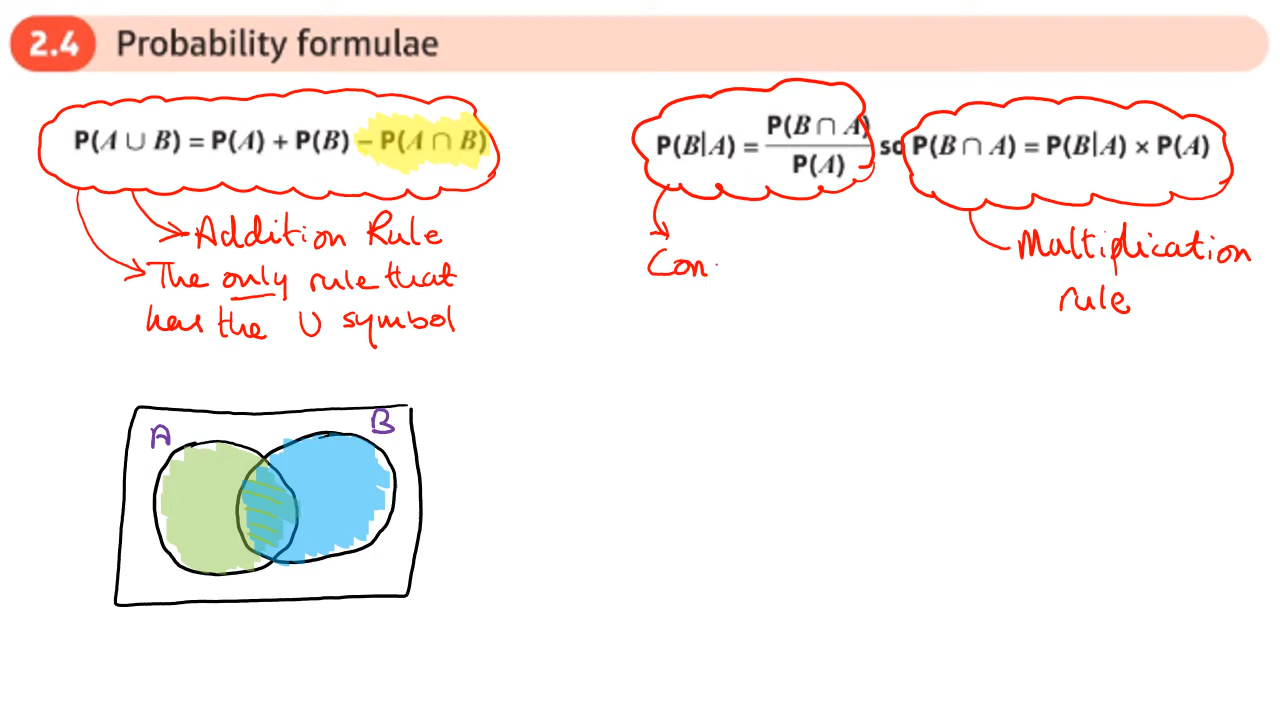 2.4 Probability formulae
P(A ∪ B) = P(A) + P(B) − P(A ∩ B)
Addition Rule
The only rule that
has the ∪ symbol
P(B|A) = P(B ∩ A) / P(A) so P(B ∩ A) = P(B|A) × P(A)
Con
Multiplication
rule
A
B